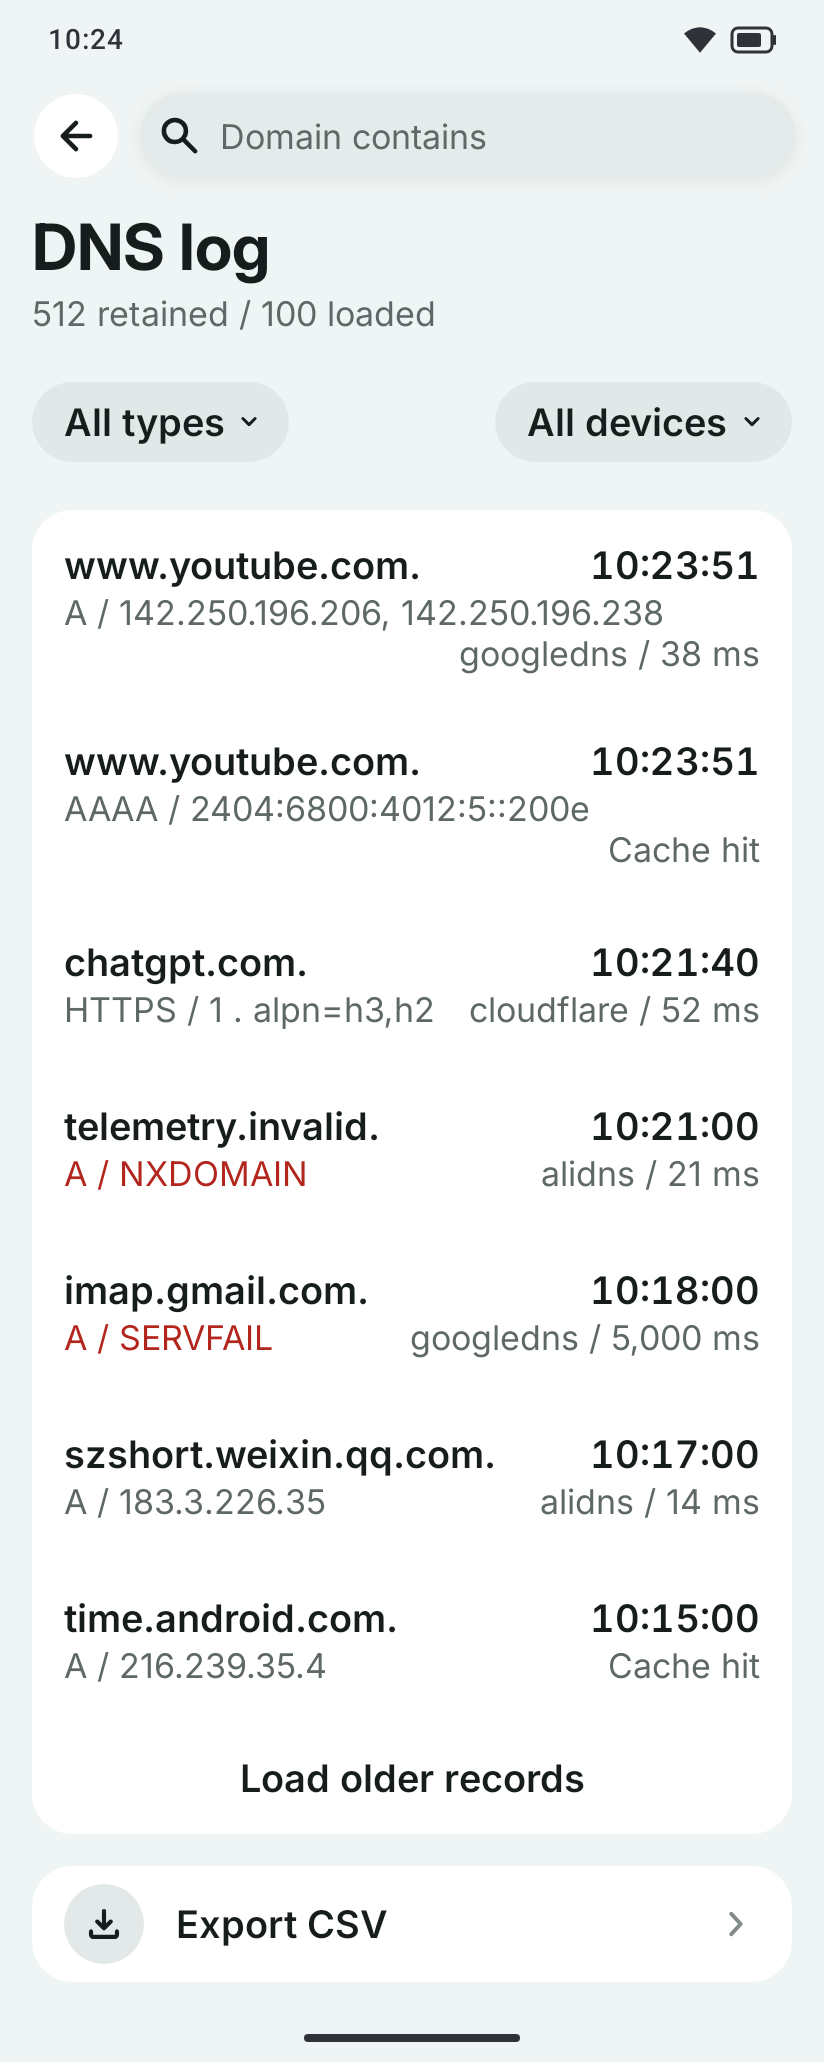 10:24
Domain contains
DNS log
512 retained / 100 loaded
All types
All devices
www.youtube.com. 10:23:51
A / 142.250.196.206, 142.250.196.238
googledns / 38 ms
www.youtube.com. 10:23:51
AAAA / 2404:6800:4012:5::200e
Cache hit
chatgpt.com. 10:21:40
HTTPS / 1 . alpn=h3,h2 cloudflare / 52 ms
telemetry.invalid. 10:21:00
A / NXDOMAIN alidns / 21 ms
imap.gmail.com. 10:18:00
A / SERVFAIL googledns / 5,000 ms
szshort.weixin.qq.com. 10:17:00
A / 183.3.226.35 alidns / 14 ms
time.android.com. 10:15:00
A / 216.239.35.4 Cache hit
Load older records
Export CSV